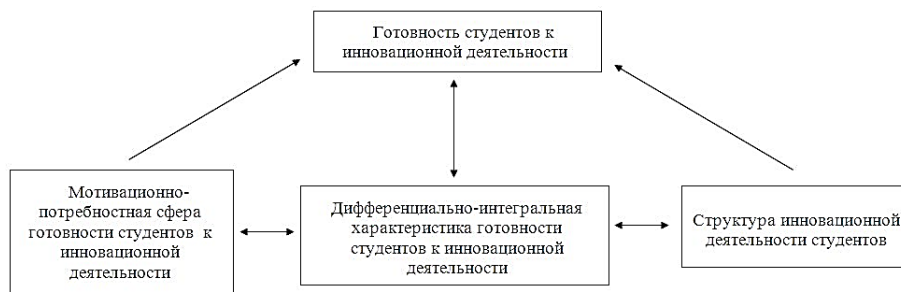 Готовность студентов к
инновационной деятельности
Мотивационно-
потребностная сфера
готовности студентов к
инновационной
деятельности
Дифференциально-интегральная
характеристика готовности
студентов к инновационной
деятельности
Структура инновационной
деятельности студентов